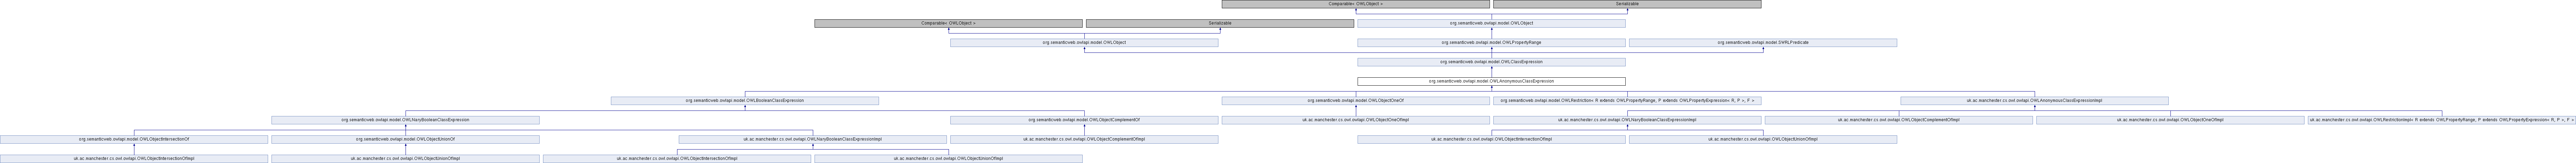 Comparable< OWLObject >
Serializable
Comparable< OWLObject >
Serializable
org.semanticweb.owlapi.model.OWLObject
org.semanticweb.owlapi.model.OWLObject
org.semanticweb.owlapi.model.OWLPropertyRange
org.semanticweb.owlapi.model.SWRLPredicate
org.semanticweb.owlapi.model.OWLClassExpression
org.semanticweb.owlapi.model.OWLAnonymousClassExpression
org.semanticweb.owlapi.model.OWLBooleanClassExpression
org.semanticweb.owlapi.model.OWLObjectOneOf
org.semanticweb.owlapi.model.OWLRestriction< R extends OWLPropertyRange, P extends OWLPropertyExpression< R, P >, F >
uk.ac.manchester.cs.owl.owlapi.OWLAnonymousClassExpressionImpl
org.semanticweb.owlapi.model.OWLNaryBooleanClassExpression
org.semanticweb.owlapi.model.OWLObjectComplementOf
uk.ac.manchester.cs.owl.owlapi.OWLObjectOneOfImpl
uk.ac.manchester.cs.owl.owlapi.OWLNaryBooleanClassExpressionImpl
uk.ac.manchester.cs.owl.owlapi.OWLObjectComplementOfImpl
uk.ac.manchester.cs.owl.owlapi.OWLObjectOneOfImpl
uk.ac.manchester.cs.owl.owlapi.OWLRestrictionImpl< R extends OWLPropertyRange, P extends OWLPropertyExpression< R, P >, F >
org.semanticweb.owlapi.model.OWLObjectIntersectionOf
org.semanticweb.owlapi.model.OWLObjectUnionOf
uk.ac.manchester.cs.owl.owlapi.OWLNaryBooleanClassExpressionImpl
uk.ac.manchester.cs.owl.owlapi.OWLObjectComplementOfImpl
uk.ac.manchester.cs.owl.owlapi.OWLObjectIntersectionOfImpl
uk.ac.manchester.cs.owl.owlapi.OWLObjectUnionOfImpl
uk.ac.manchester.cs.owl.owlapi.OWLObjectIntersectionOfImpl
uk.ac.manchester.cs.owl.owlapi.OWLObjectUnionOfImpl
uk.ac.manchester.cs.owl.owlapi.OWLObjectIntersectionOfImpl
uk.ac.manchester.cs.owl.owlapi.OWLObjectUnionOfImpl